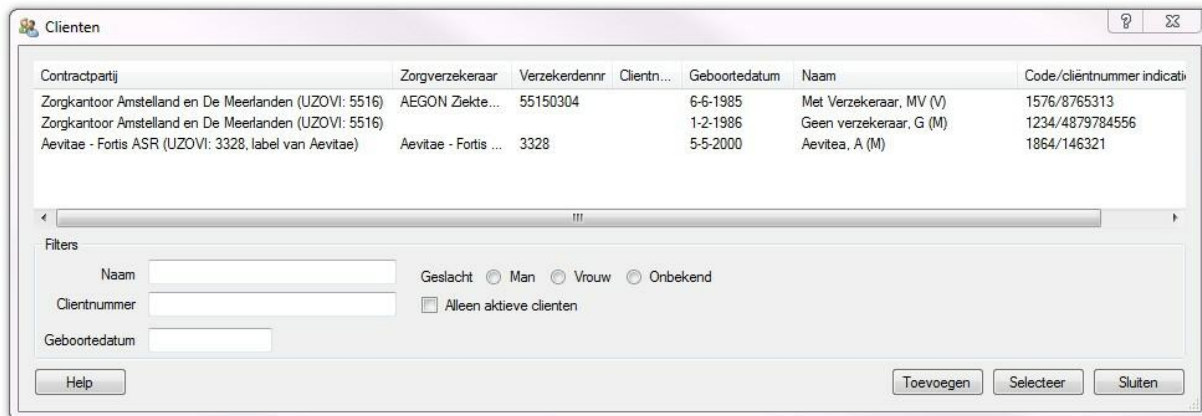 Clienten
Contractpartij Zorgverzekeraar Verzekerdennr Clientn... Geboortedatum Naam Code/cliëntnummer indicatie
Zorgkantoor Amstelland en De Meerlanden (UZOVI: 5516) AEGON Ziekte... 55150304 6-6-1985 Met Verzekeraar, MV (V) 1576/8765313
Zorgkantoor Amstelland en De Meerlanden (UZOVI: 5516) 1-2-1986 Geen verzekeraar, G (M) 1234/4879784556
Aevitae - Fortis ASR (UZOVI: 3328, label van Aevitae) Aevitae - Fortis ... 3328 5-5-2000 Aevitea, A (M) 1864/146321
Filters
Naam Geslacht Man Vrouw Onbekend
Clientnummer Alleen aktieve clienten
Geboortedatum
Help Toevoegen Selecteer Sluiten